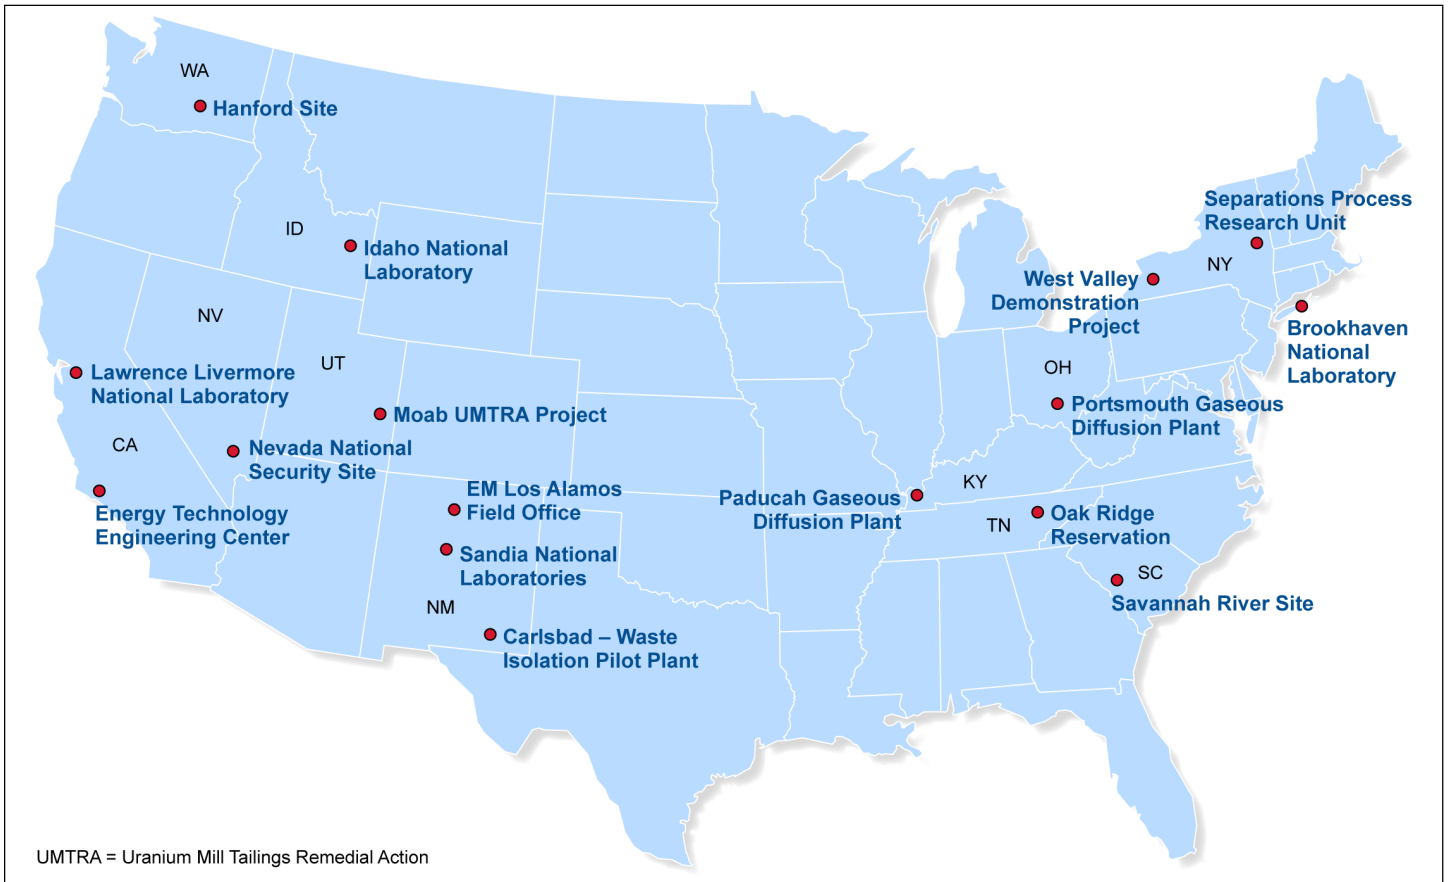 WA
Hanford Site
ID
Idaho National
Laboratory
NV
UT
Lawrence Livermore
National Laboratory
Moab UMTRA Project
CA
Nevada National
Security Site
Energy Technology
Engineering Center
EM Los Alamos
Field Office
Sandia National
Laboratories
NM
Carlsbad – Waste
Isolation Pilot Plant
Separations Process
Research Unit
NY
West Valley
Demonstration
Project
Brookhaven
National
Laboratory
OH
Portsmouth Gaseous
Diffusion Plant
KY
Paducah Gaseous
Diffusion Plant
TN
Oak Ridge
Reservation
SC
Savannah River Site
UMTRA = Uranium Mill Tailings Remedial Action